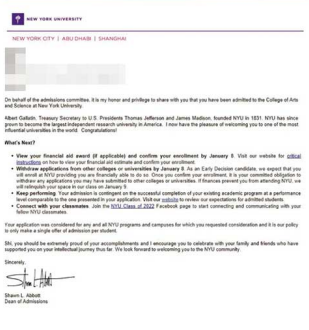 NEW YORK UNIVERSITY
NEW YORK CITY | ABU DHABI | SHANGHAI
On behalf of the admissions committee, it is my honor and privilege to share with you that you have been admitted to the College of Arts
and Science at New York University.
Albert Gallatin, Treasury Secretary to U.S. Presidents Thomas Jefferson and James Madison, founded NYU in 1831. NYU has since
grown to become the largest independent research university in America. I now have the pleasure of welcoming you to one of the most
influential universities in the world. Congratulations!
What's Next?
• View your financial aid award (if applicable) and confirm your enrollment by January 8. Visit our website for critical
instructions on how to view your financial aid estimate and confirm your enrollment.
• Withdraw applications from other colleges or universities by January 8. As an Early Decision candidate, we expect that you
will enroll at NYU providing you are financially able to do so. Once you confirm your enrollment, it is your committed obligation to
withdraw any applications you may have submitted to other colleges or universities. If finances prevent you from attending NYU, we
will relinquish your space in our class on January 9.
• Keep performing. Your admission is contingent on the successful completion of your existing academic program at a performance
level comparable to the one presented in your application. Visit our website to review our expectations for admitted students.
• Connect with your classmates. Join the NYU Class of 2022 Facebook page to start connecting and communicating with your
fellow NYU classmates.
Your application was considered for any and all NYU programs and campuses for which you requested consideration and it is our policy
to only make a single offer of admission per student.
you should be extremely proud of your accomplishments and I encourage you to celebrate with your family and friends who have
supported you on your intellectual journey thus far. We look forward to welcoming you to the NYU community.
Sincerely,
Shawn L. Abbott
Dean of Admissions